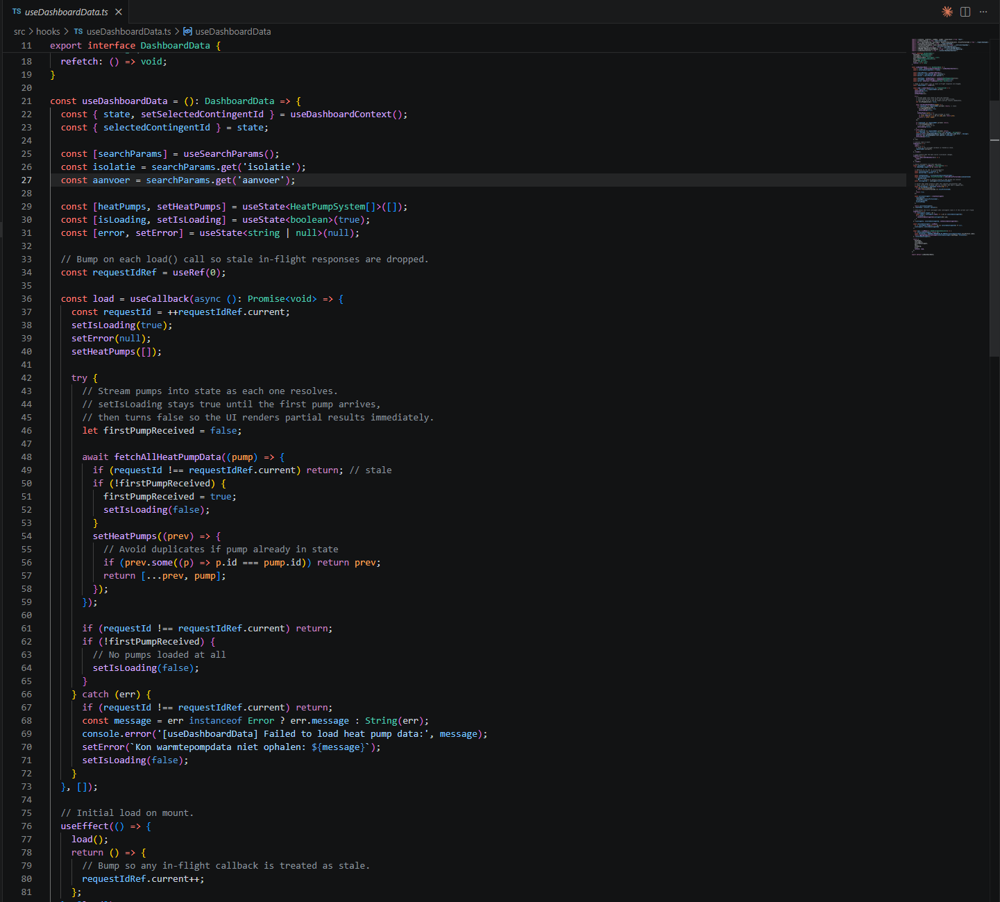 TS useDashboardData.ts
src > hooks > TS useDashboardData.ts > useDashboardData
11 export interface DashboardData {
18   refetch: () => void;
19 }
20
21 const useDashboardData = (): DashboardData => {
22   const { state, setSelectedContingentId } = useDashboardContext();
23   const { selectedContingentId } = state;
24
25   const [searchParams] = useSearchParams();
26   const isolatie = searchParams.get('isolatie');
27   const aanvoer = searchParams.get('aanvoer');
28
29   const [heatPumps, setHeatPumps] = useState<HeatPumpSystem[]>([]);
30   const [isLoading, setIsLoading] = useState<boolean>(true);
31   const [error, setError] = useState<string | null>(null);
32
33   // Bump on each load() call so stale in-flight responses are dropped.
34   const requestIdRef = useRef(0);
35
36   const load = useCallback(async (): Promise<void> => {
37     const requestId = ++requestIdRef.current;
38     setIsLoading(true);
39     setError(null);
40     setHeatPumps([]);
41
42     try {
43       // Stream pumps into state as each one resolves.
44       // setIsLoading stays true until the first pump arrives,
45       // then turns false so the UI renders partial results immediately.
46       let firstPumpReceived = false;
47
48       await fetchAllHeatPumpData((pump) => {
49         if (requestId !== requestIdRef.current) return; // stale
50         if (!firstPumpReceived) {
51           firstPumpReceived = true;
52           setIsLoading(false);
53         }
54         setHeatPumps((prev) => {
55           // Avoid duplicates if pump already in state
56           if (prev.some((p) => p.id === pump.id)) return prev;
57           return [...prev, pump];
58         });
59       });
60
61       if (requestId !== requestIdRef.current) return;
62       if (!firstPumpReceived) {
63         // No pumps loaded at all
64         setIsLoading(false);
65       }
66     } catch (err) {
67       if (requestId !== requestIdRef.current) return;
68       const message = err instanceof Error ? err.message : String(err);
69       console.error('[useDashboardData] Failed to load heat pump data:', message);
70       setError(`Kon warmtepompdata niet ophalen: ${message}`);
71       setIsLoading(false);
72     }
73   }, []);
74
75   // Initial load on mount.
76   useEffect(() => {
77     load();
78     return () => {
79       // Bump so any in-flight callback is treated as stale.
80       requestIdRef.current++;
81     };